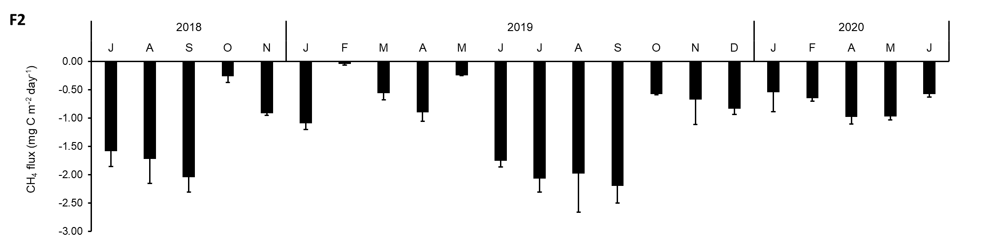 F2
2018 2019 2020
J A S O N J F M A M J J A S O N D J F A M J
0.00
-0.50
-1.00
-1.50
-2.00
-2.50
-3.00
CH₄ flux (mg C m⁻² day⁻¹)